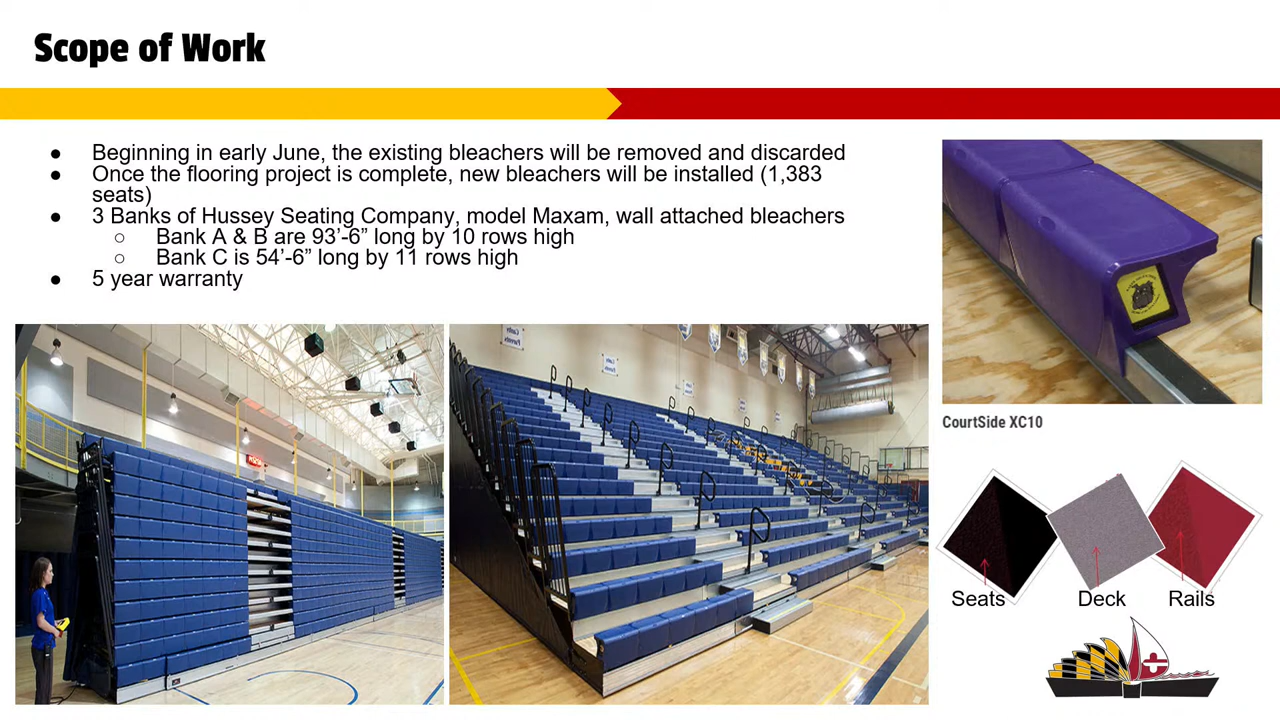 Scope of Work
● Beginning in early June, the existing bleachers will be removed and discarded
● Once the flooring project is complete, new bleachers will be installed (1,383
seats)
● 3 Banks of Hussey Seating Company, model Maxam, wall attached bleachers
○ Bank A & B are 93’-6” long by 10 rows high
○ Bank C is 54’-6” long by 11 rows high
● 5 year warranty
CourtSide XC10
Seats
Deck
Rails